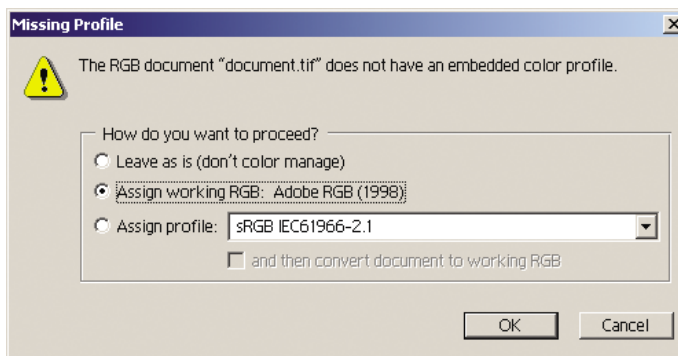 Missing Profile
The RGB document “document.tif” does not have an embedded color profile.
How do you want to proceed?
Leave as is (don't color manage)
Assign working RGB: Adobe RGB (1998)
Assign profile: sRGB IEC61966-2.1
and then convert document to working RGB
OK Cancel